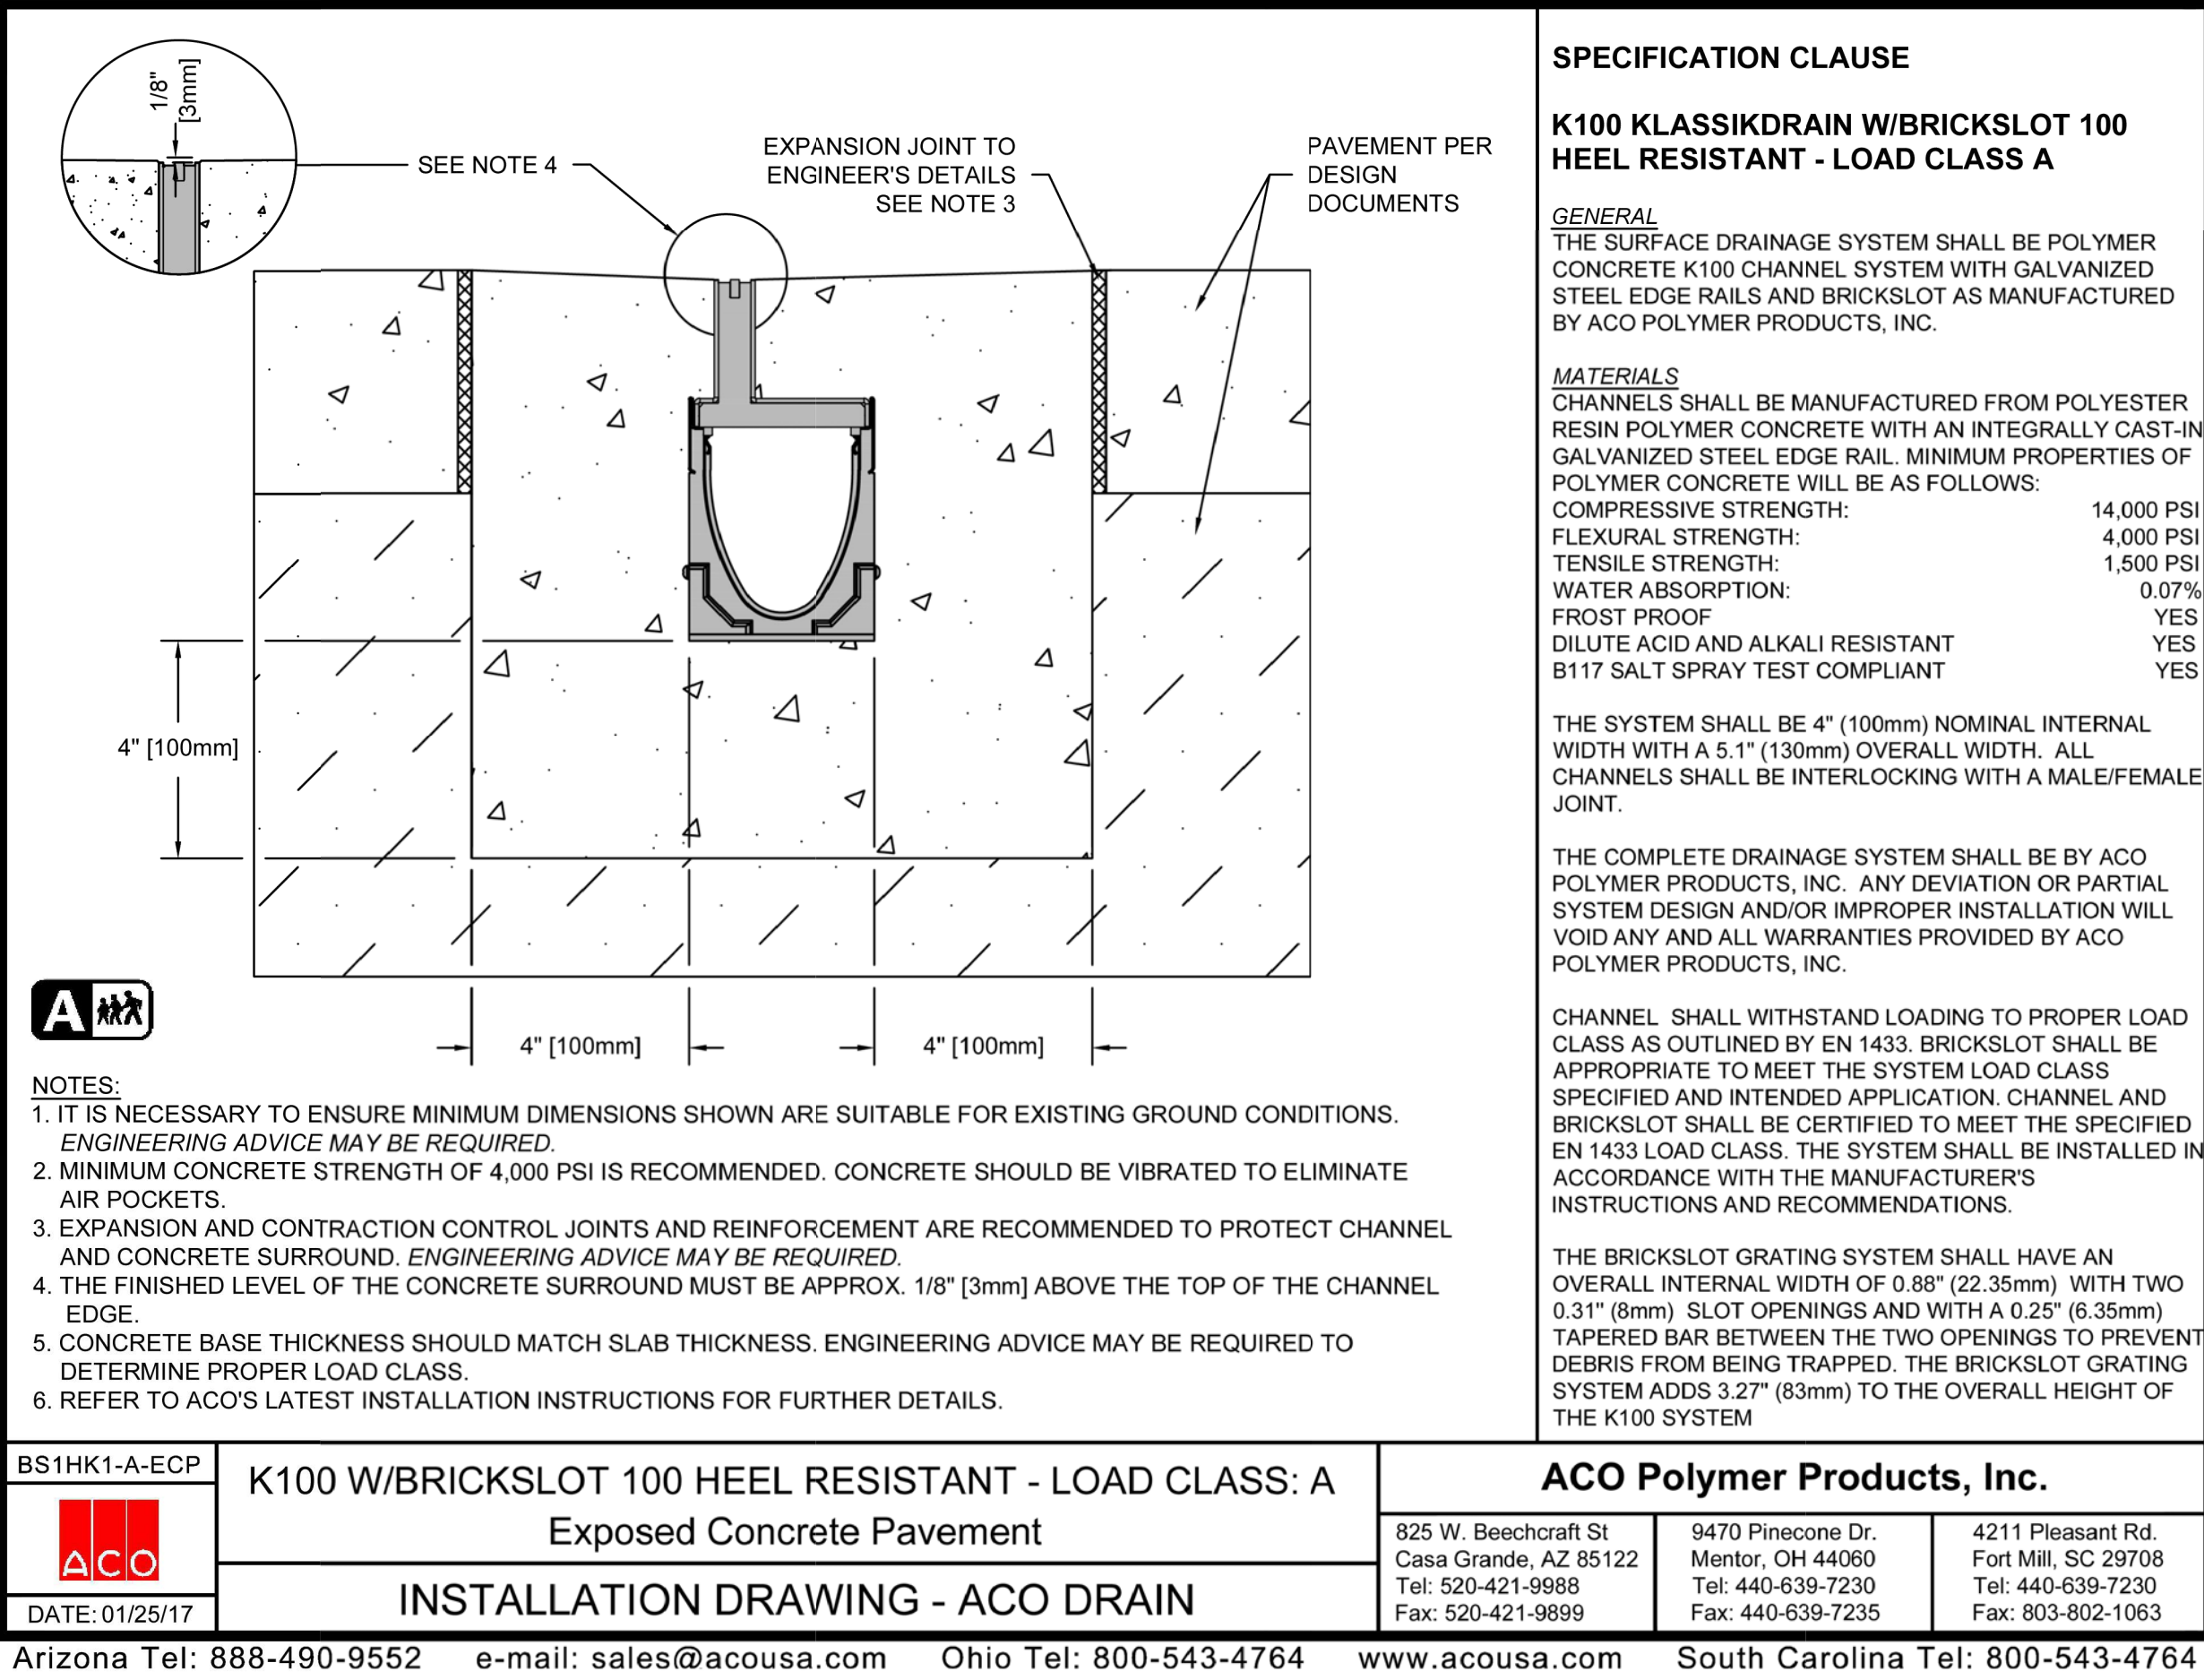 1/8"
[3mm]
SEE NOTE 4
EXPANSION JOINT TO
ENGINEER'S DETAILS
SEE NOTE 3
PAVEMENT PER
DESIGN
DOCUMENTS
4" [100mm]
4" [100mm]
4" [100mm]
A
NOTES:
1. IT IS NECESSARY TO ENSURE MINIMUM DIMENSIONS SHOWN ARE SUITABLE FOR EXISTING GROUND CONDITIONS.
ENGINEERING ADVICE MAY BE REQUIRED.
2. MINIMUM CONCRETE STRENGTH OF 4,000 PSI IS RECOMMENDED. CONCRETE SHOULD BE VIBRATED TO ELIMINATE
AIR POCKETS.
3. EXPANSION AND CONTRACTION CONTROL JOINTS AND REINFORCEMENT ARE RECOMMENDED TO PROTECT CHANNEL
AND CONCRETE SURROUND. ENGINEERING ADVICE MAY BE REQUIRED.
4. THE FINISHED LEVEL OF THE CONCRETE SURROUND MUST BE APPROX. 1/8" [3mm] ABOVE THE TOP OF THE CHANNEL
EDGE.
5. CONCRETE BASE THICKNESS SHOULD MATCH SLAB THICKNESS. ENGINEERING ADVICE MAY BE REQUIRED TO
DETERMINE PROPER LOAD CLASS.
6. REFER TO ACO'S LATEST INSTALLATION INSTRUCTIONS FOR FURTHER DETAILS.
SPECIFICATION CLAUSE
K100 KLASSIKDRAIN W/BRICKSLOT 100
HEEL RESISTANT - LOAD CLASS A
GENERAL
THE SURFACE DRAINAGE SYSTEM SHALL BE POLYMER
CONCRETE K100 CHANNEL SYSTEM WITH GALVANIZED
STEEL EDGE RAILS AND BRICKSLOT AS MANUFACTURED
BY ACO POLYMER PRODUCTS, INC.
MATERIALS
CHANNELS SHALL BE MANUFACTURED FROM POLYESTER
RESIN POLYMER CONCRETE WITH AN INTEGRALLY CAST-IN
GALVANIZED STEEL EDGE RAIL. MINIMUM PROPERTIES OF
POLYMER CONCRETE WILL BE AS FOLLOWS:
COMPRESSIVE STRENGTH: 14,000 PSI
FLEXURAL STRENGTH: 4,000 PSI
TENSILE STRENGTH: 1,500 PSI
WATER ABSORPTION: 0.07%
FROST PROOF YES
DILUTE ACID AND ALKALI RESISTANT YES
B117 SALT SPRAY TEST COMPLIANT YES
THE SYSTEM SHALL BE 4" (100mm) NOMINAL INTERNAL
WIDTH WITH A 5.1" (130mm) OVERALL WIDTH. ALL
CHANNELS SHALL BE INTERLOCKING WITH A MALE/FEMALE
JOINT.
THE COMPLETE DRAINAGE SYSTEM SHALL BE BY ACO
POLYMER PRODUCTS, INC. ANY DEVIATION OR PARTIAL
SYSTEM DESIGN AND/OR IMPROPER INSTALLATION WILL
VOID ANY AND ALL WARRANTIES PROVIDED BY ACO
POLYMER PRODUCTS, INC.
CHANNEL SHALL WITHSTAND LOADING TO PROPER LOAD
CLASS AS OUTLINED BY EN 1433. BRICKSLOT SHALL BE
APPROPRIATE TO MEET THE SYSTEM LOAD CLASS
SPECIFIED AND INTENDED APPLICATION. CHANNEL AND
BRICKSLOT SHALL BE CERTIFIED TO MEET THE SPECIFIED
EN 1433 LOAD CLASS. THE SYSTEM SHALL BE INSTALLED IN
ACCORDANCE WITH THE MANUFACTURER'S
INSTRUCTIONS AND RECOMMENDATIONS.
THE BRICKSLOT GRATING SYSTEM SHALL HAVE AN
OVERALL INTERNAL WIDTH OF 0.88" (22.35mm) WITH TWO
0.31" (8mm) SLOT OPENINGS AND WITH A 0.25" (6.35mm)
TAPERED BAR BETWEEN THE TWO OPENINGS TO PREVENT
DEBRIS FROM BEING TRAPPED. THE BRICKSLOT GRATING
SYSTEM ADDS 3.27" (83mm) TO THE OVERALL HEIGHT OF
THE K100 SYSTEM
BS1HK1-A-ECP
ACO
DATE: 01/25/17
K100 W/BRICKSLOT 100 HEEL RESISTANT - LOAD CLASS: A
Exposed Concrete Pavement
INSTALLATION DRAWING - ACO DRAIN
ACO Polymer Products, Inc.
825 W. Beechcraft St
Casa Grande, AZ 85122
Tel: 520-421-9988
Fax: 520-421-9899
9470 Pinecone Dr.
Mentor, OH 44060
Tel: 440-639-7230
Fax: 440-639-7235
4211 Pleasant Rd.
Fort Mill, SC 29708
Tel: 440-639-7230
Fax: 803-802-1063
Arizona Tel: 888-490-9552 e-mail: sales@acousa.com Ohio Tel: 800-543-4764 www.acousa.com South Carolina Tel: 800-543-4764